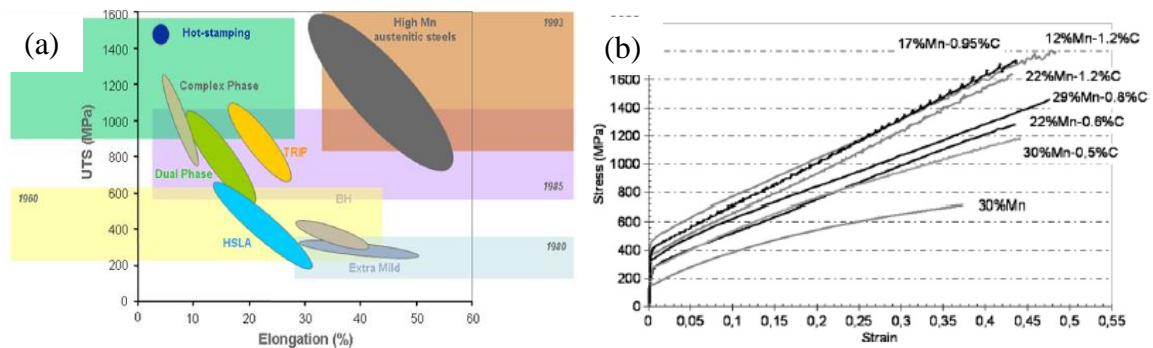 (a)
UTS (MPa)
1600
1400
1200
1000
800
600
400
200
0
0
10
20
30
40
50
60
Elongation (%)
Hot-stamping
High Mn
austenitic steels
1993
Complex Phase
TRIP
Dual Phase
1985
1960
BH
HSLA
1980
Extra Mild
(b)
Stress (MPa)
1600
1400
1200
1000
800
600
400
200
0
0
0,05
0,1
0,15
0,2
0,25
0,3
0,35
0,4
0,45
0,5
0,55
Strain
17%Mn-0.95%C
12%Mn-1.2%C
22%Mn-1.2%C
29%Mn-0.8%C
22%Mn-0.6%C
30%Mn-0,5%C
30%Mn